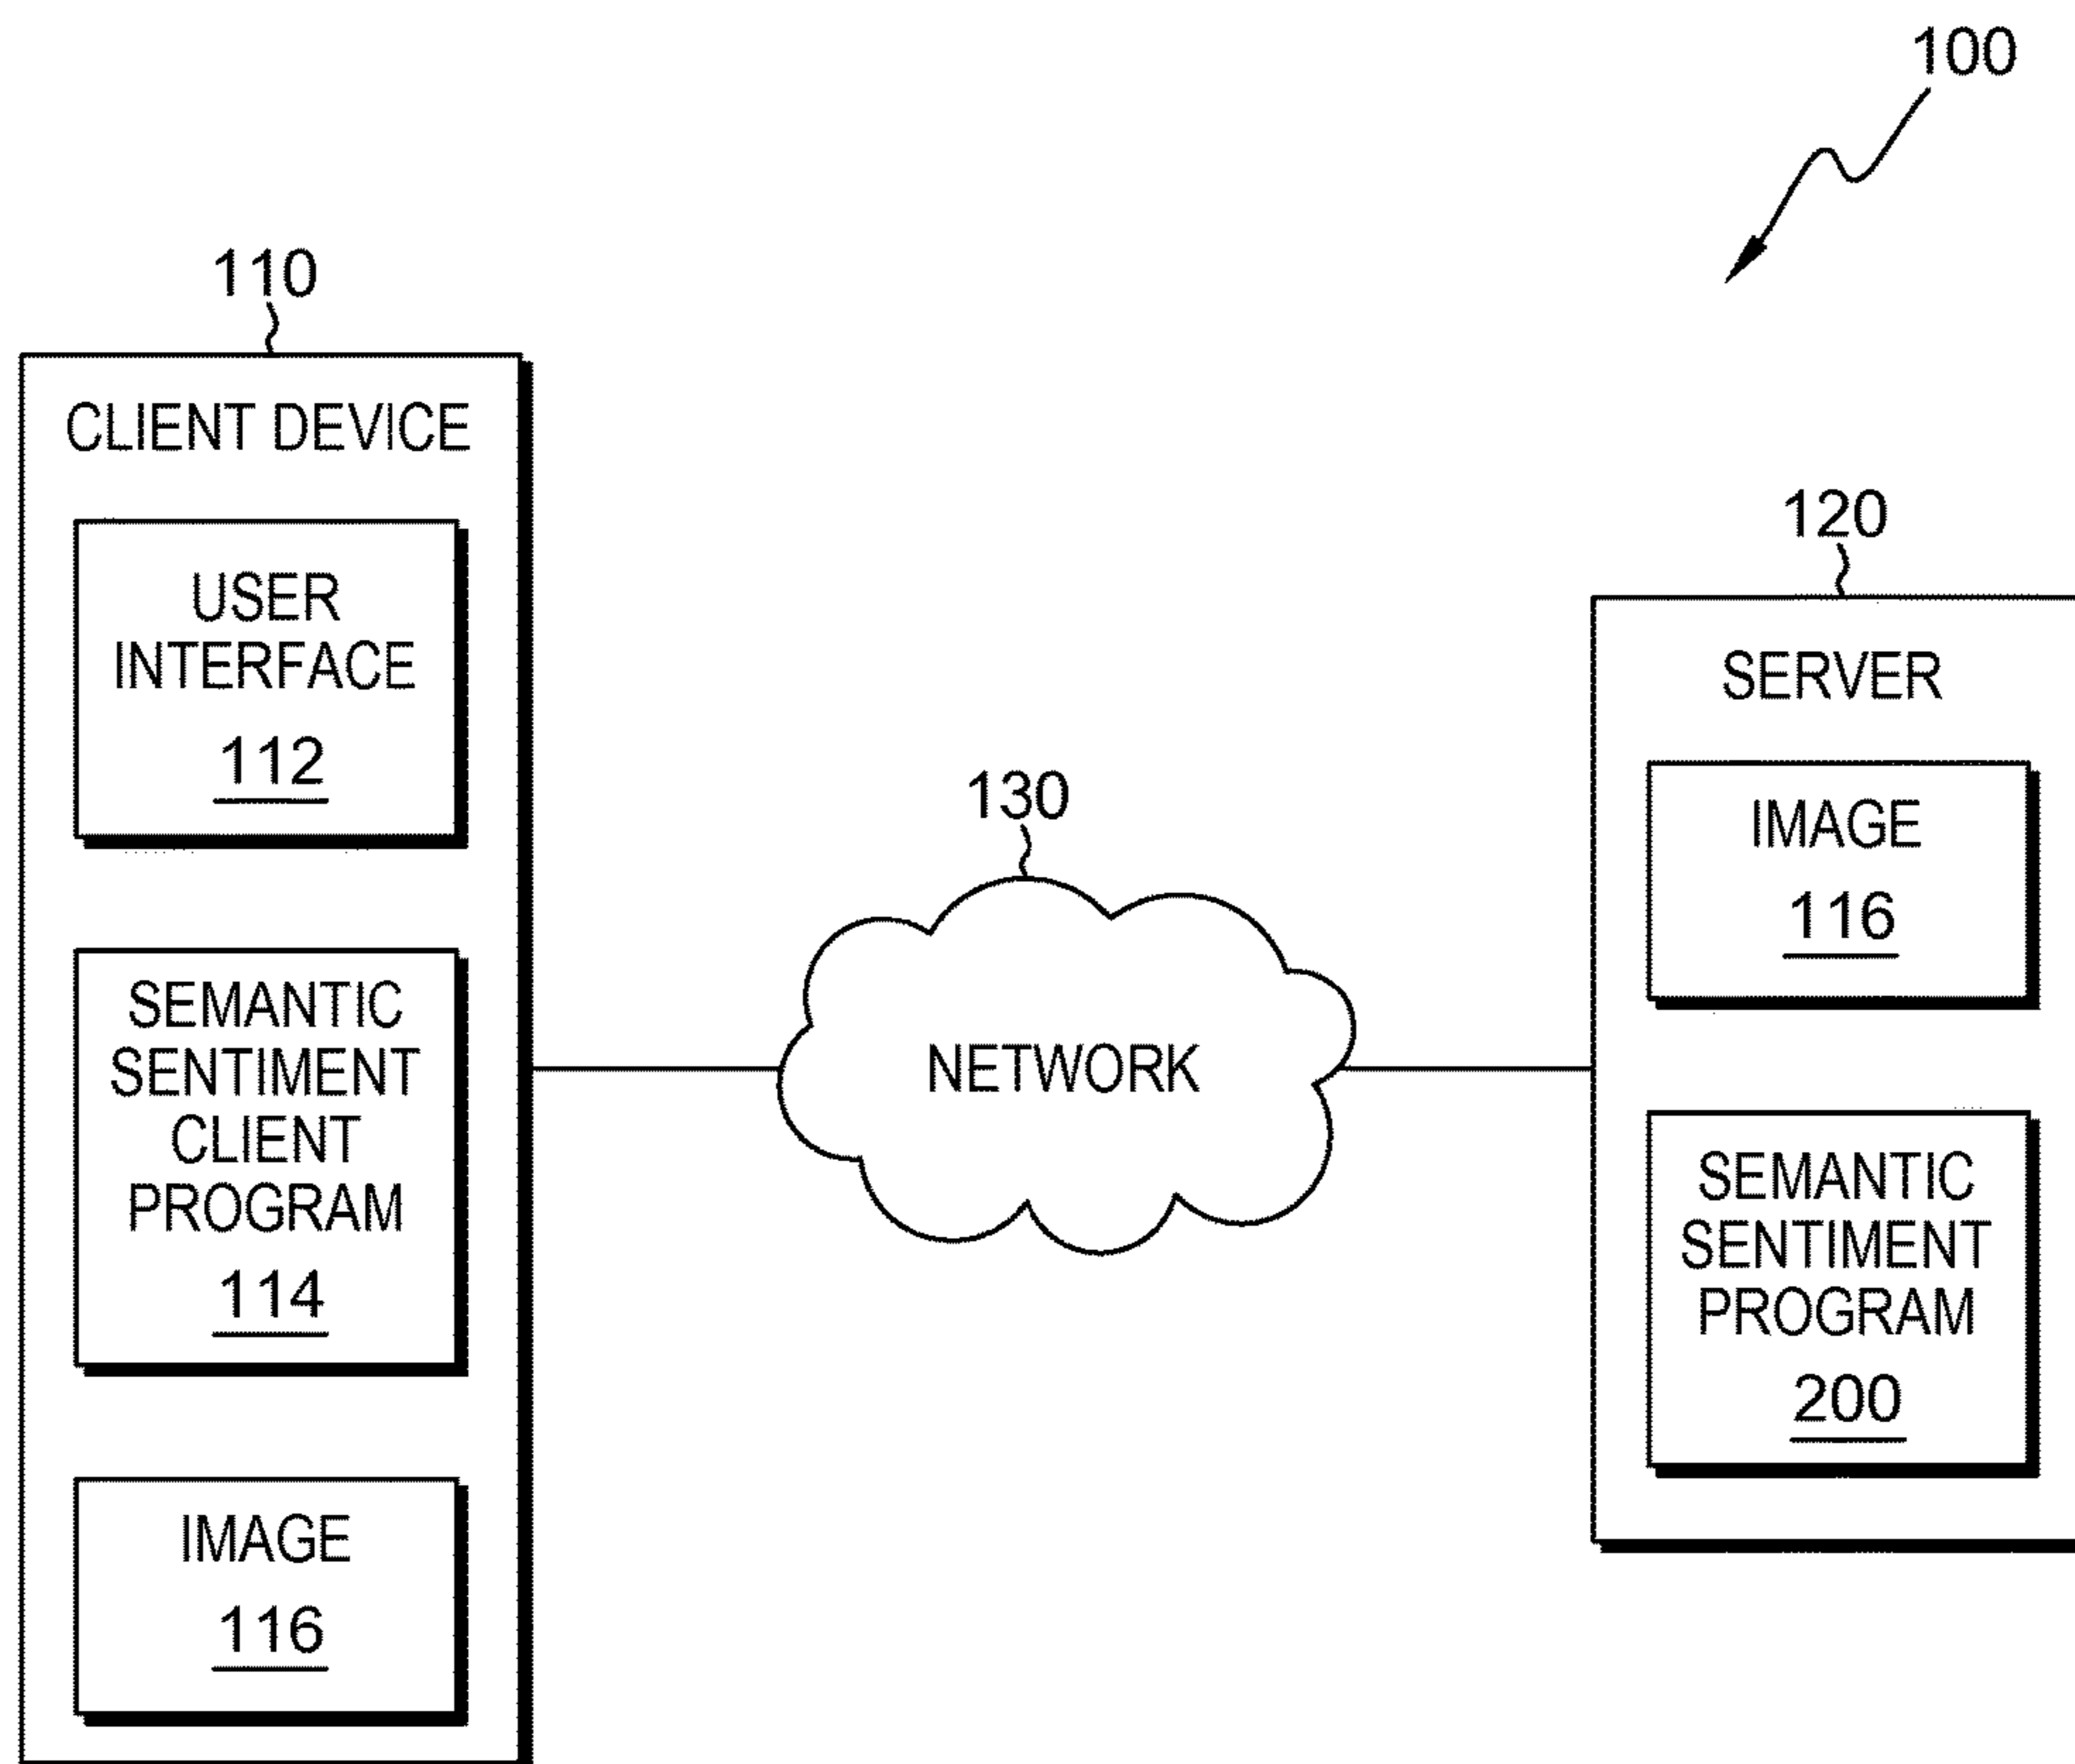 100
110
CLIENT DEVICE
USER
INTERFACE
112
SEMANTIC
SENTIMENT
CLIENT
PROGRAM
114
IMAGE
116
130
NETWORK
120
SERVER
IMAGE
116
SEMANTIC
SENTIMENT
PROGRAM
200